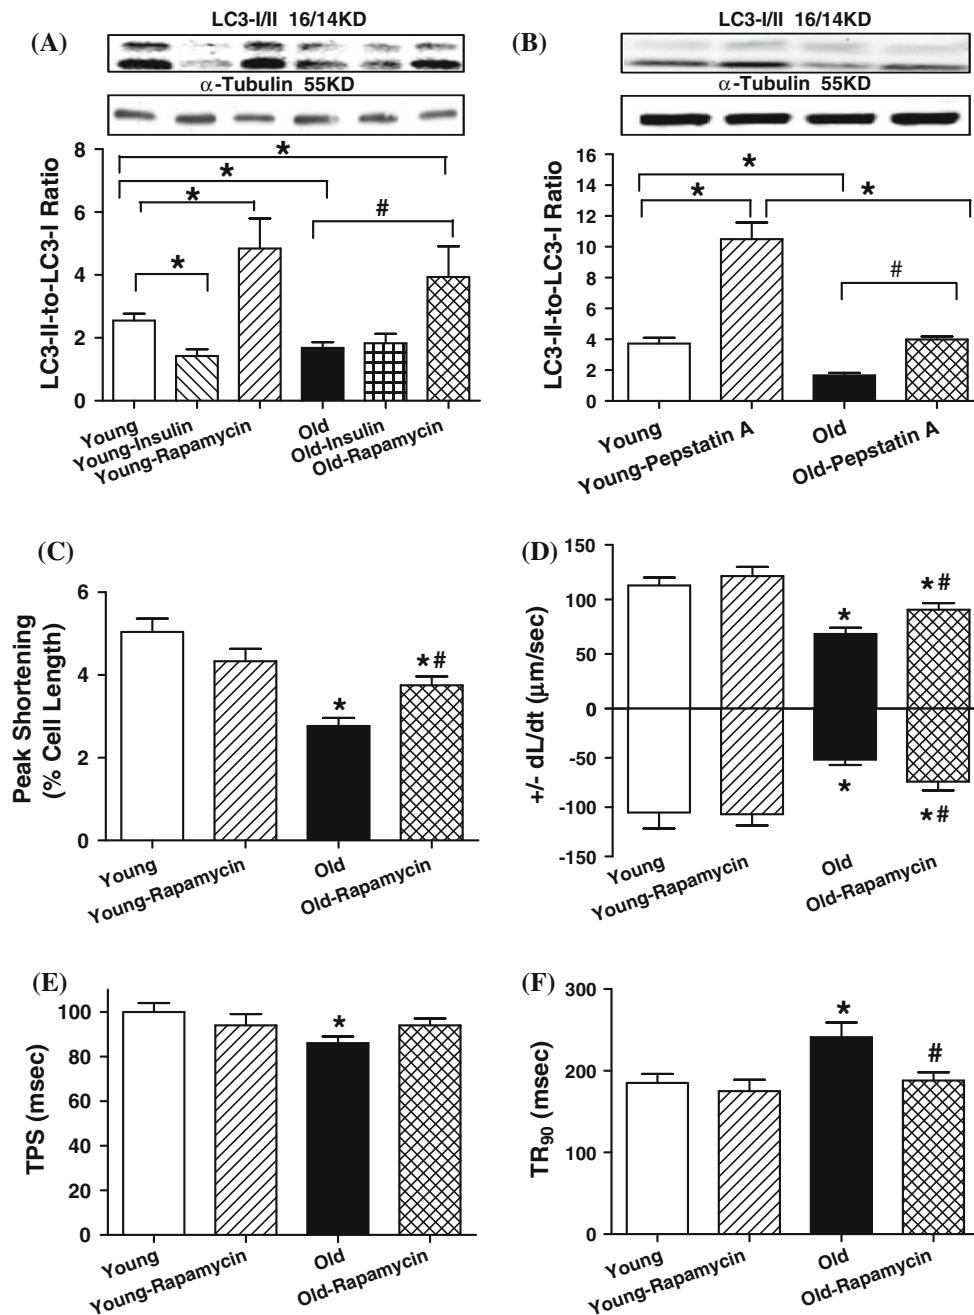 (A)
LC3-I/II 16/14KD
α-Tubulin 55KD
LC3-II-to-LC3-I Ratio
8
6
4
2
0
*
*
*
*
#
Young
Young-Insulin
Young-Rapamycin
Old
Old-Insulin
Old-Rapamycin
(B)
LC3-I/II 16/14KD
α-Tubulin 55KD
LC3-II-to-LC3-I Ratio
16
14
12
10
8
6
4
2
0
*
*
*
#
Young
Young-Pepstatin A
Old
Old-Pepstatin A
(C)
Peak Shortening
(% Cell Length)
6
4
2
0
*
*#
Young
Young-Rapamycin
Old
Old-Rapamycin
(D)
+/- dL/dt (μm/sec)
150
100
50
0
-50
-100
-150
*
*#
*
*#
Young
Young-Rapamycin
Old
Old-Rapamycin
(E)
TPS (msec)
100
80
60
40
20
0
*
Young
Young-Rapamycin
Old
Old-Rapamycin
(F)
TR90 (msec)
300
200
100
0
*
#
Young
Young-Rapamycin
Old
Old-Rapamycin